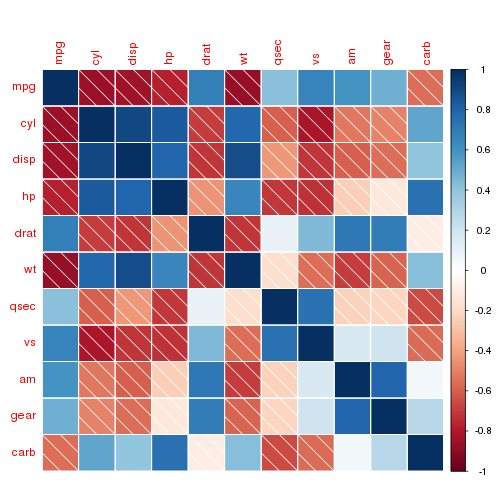 mpg cyl disp hp drat wt qsec vs am gear carb
mpg
cyl
disp
hp
drat
wt
qsec
vs
am
gear
carb
1
0.8
0.6
0.4
0.2
0
-0.2
-0.4
-0.6
-0.8
-1